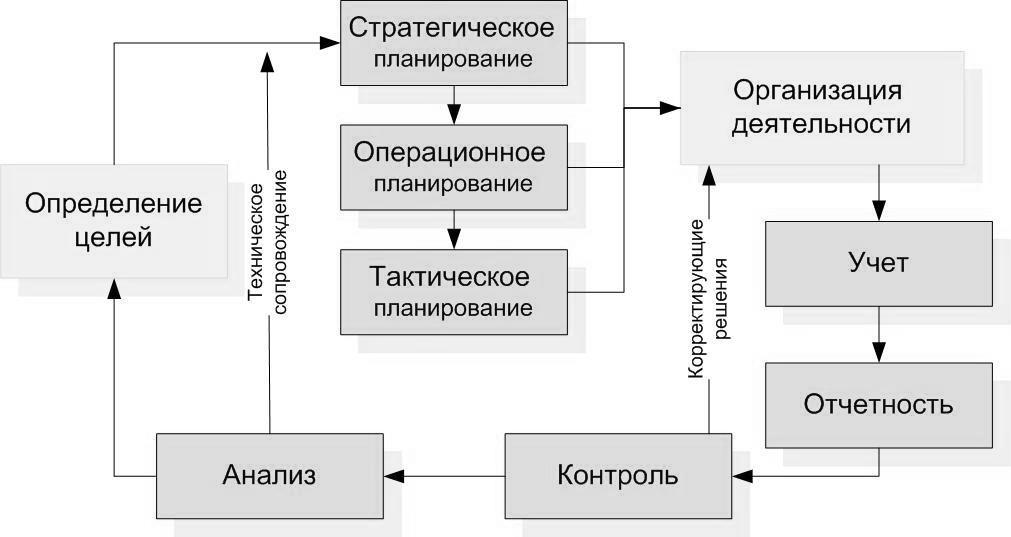 Стратегическое
планирование
Операционное
планирование
Тактическое
планирование
Организация
деятельности
Определение
целей
Техническое
сопровождение
Корректирующие
решения
Учет
Отчетность
Анализ
Контроль